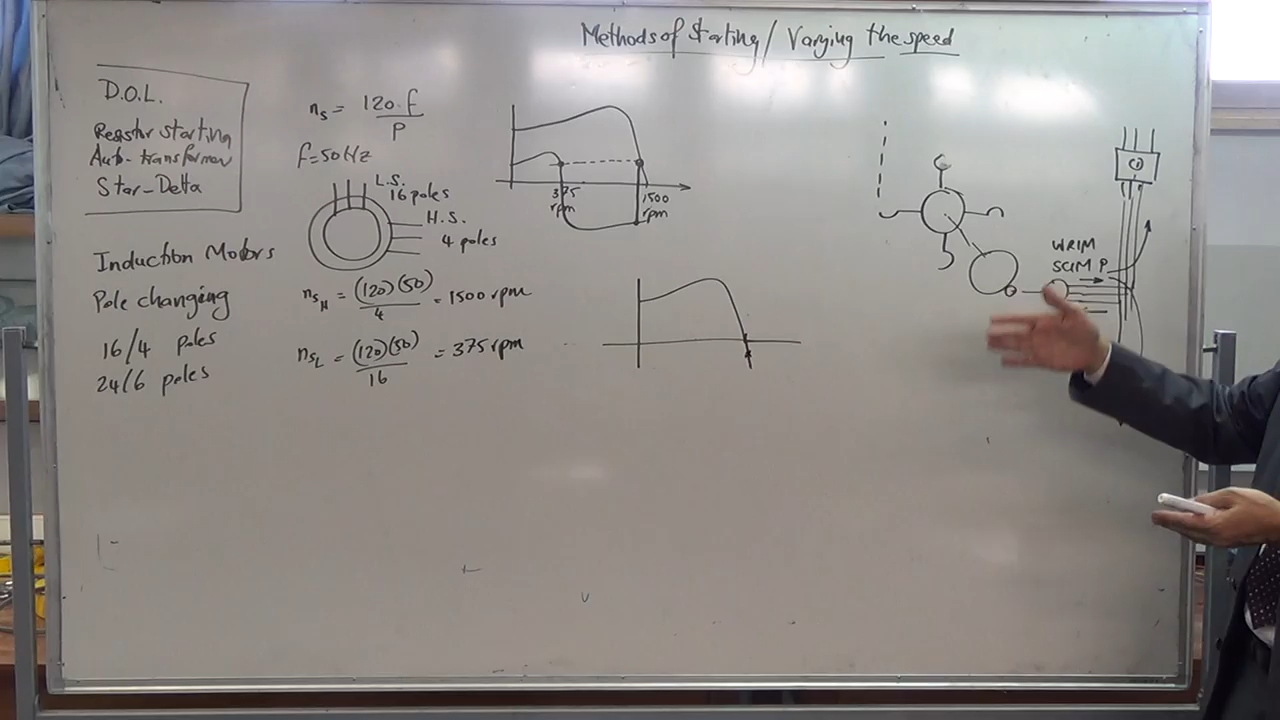 Methods of Starting / Varying the speed
D.O.L.
Resistor starting
Auto-transformer
Star-Delta
Induction Motors
Pole changing
16/4 poles
24/6 poles
ns = 120.f / P
f=50Hz
L.S.
16 poles
H.S.
4 poles
nsH = (120)(50) / 4 = 1500 rpm
nsL = (120)(50) / 16 = 375 rpm
375 rpm
1500 rpm
WRIM
SCIM P